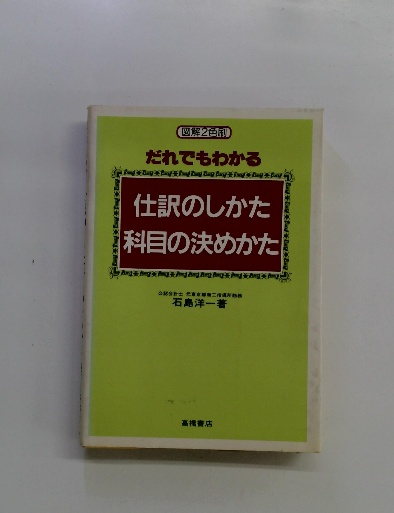 図解2色刷
だれでもわかる
仕訳のしかた
科目の決めかた
石島洋一著
高橋書店